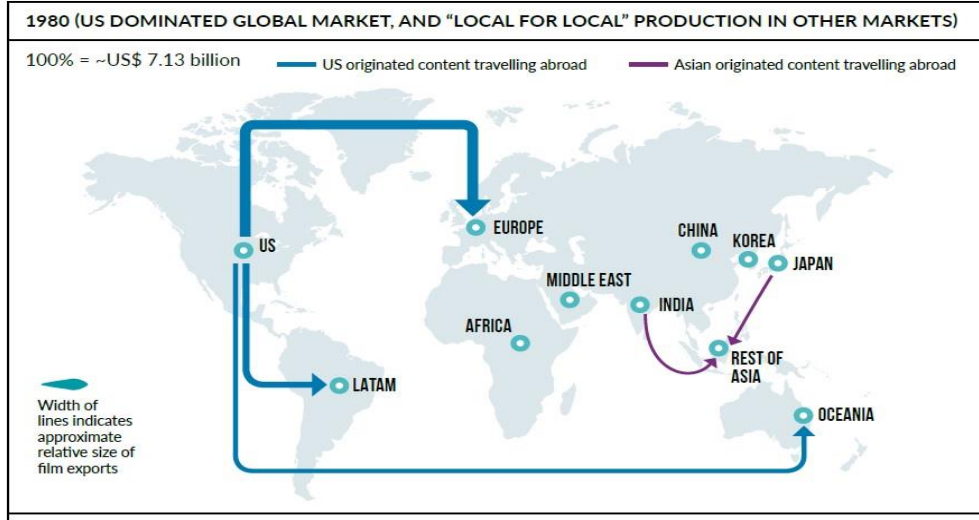 1980 (US DOMINATED GLOBAL MARKET, AND “LOCAL FOR LOCAL” PRODUCTION IN OTHER MARKETS)
100% = ~US$ 7.13 billion
US originated content travelling abroad
Asian originated content travelling abroad
US
EUROPE
CHINA
KOREA
JAPAN
MIDDLE EAST
INDIA
AFRICA
REST OF
ASIA
LATAM
OCEANIA
Width of
lines indicates
approximate
relative size of
film exports